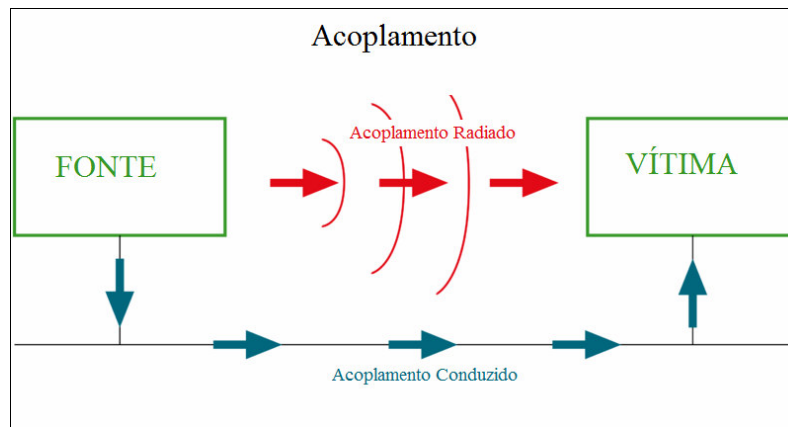 Acoplamento
Acoplamento Radiado
FONTE
VÍTIMA
Acoplamento Conduzido